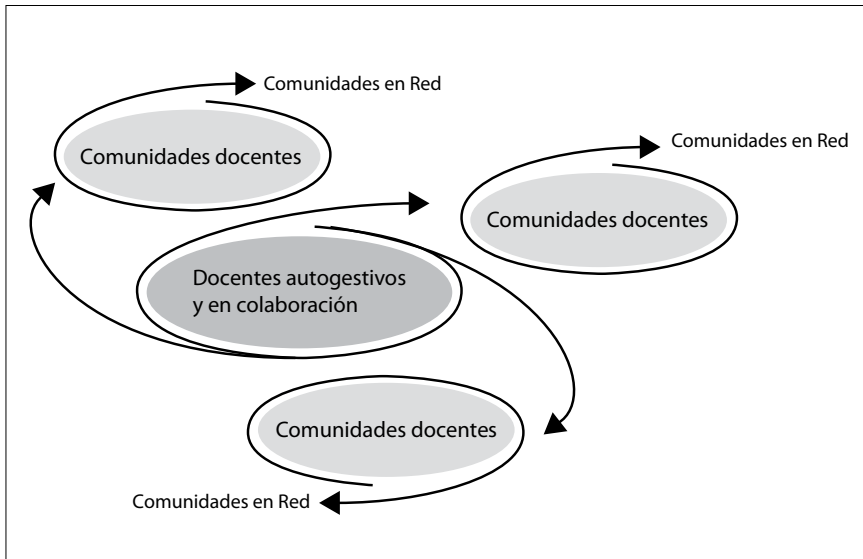 Comunidades en Red
Comunidades docentes
Comunidades en Red
Comunidades docentes
Docentes autogestivos
y en colaboración
Comunidades docentes
Comunidades en Red